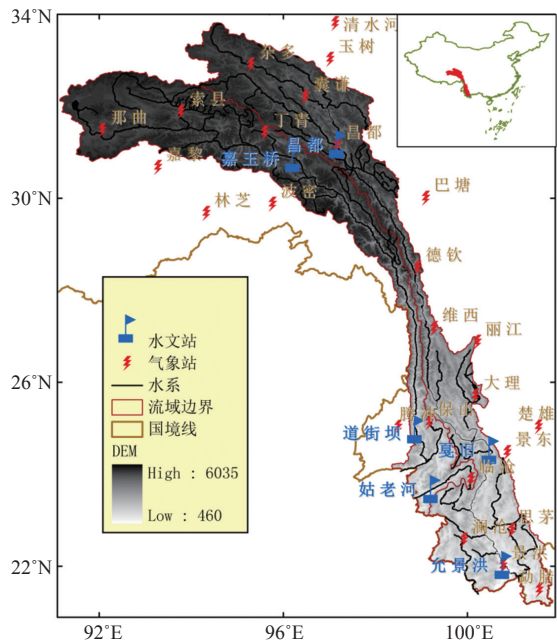 34°N
清水河
杂多
玉树
囊谦
索县
那曲
丁青
昌都
昌都
嘉黎
嘉玉桥
30°N
巴塘
林芝
波密
德钦
维西
丽江
水文站
气象站
水系
流域边界
国境线
DEM
High : 6035
Low : 460
26°N
大理
保山
楚雄
道街坝
戛旧
景东
临沧
姑老河
思茅
澜沧
景洪
允景洪
勐腊
22°N
92°E
96°E
100°E